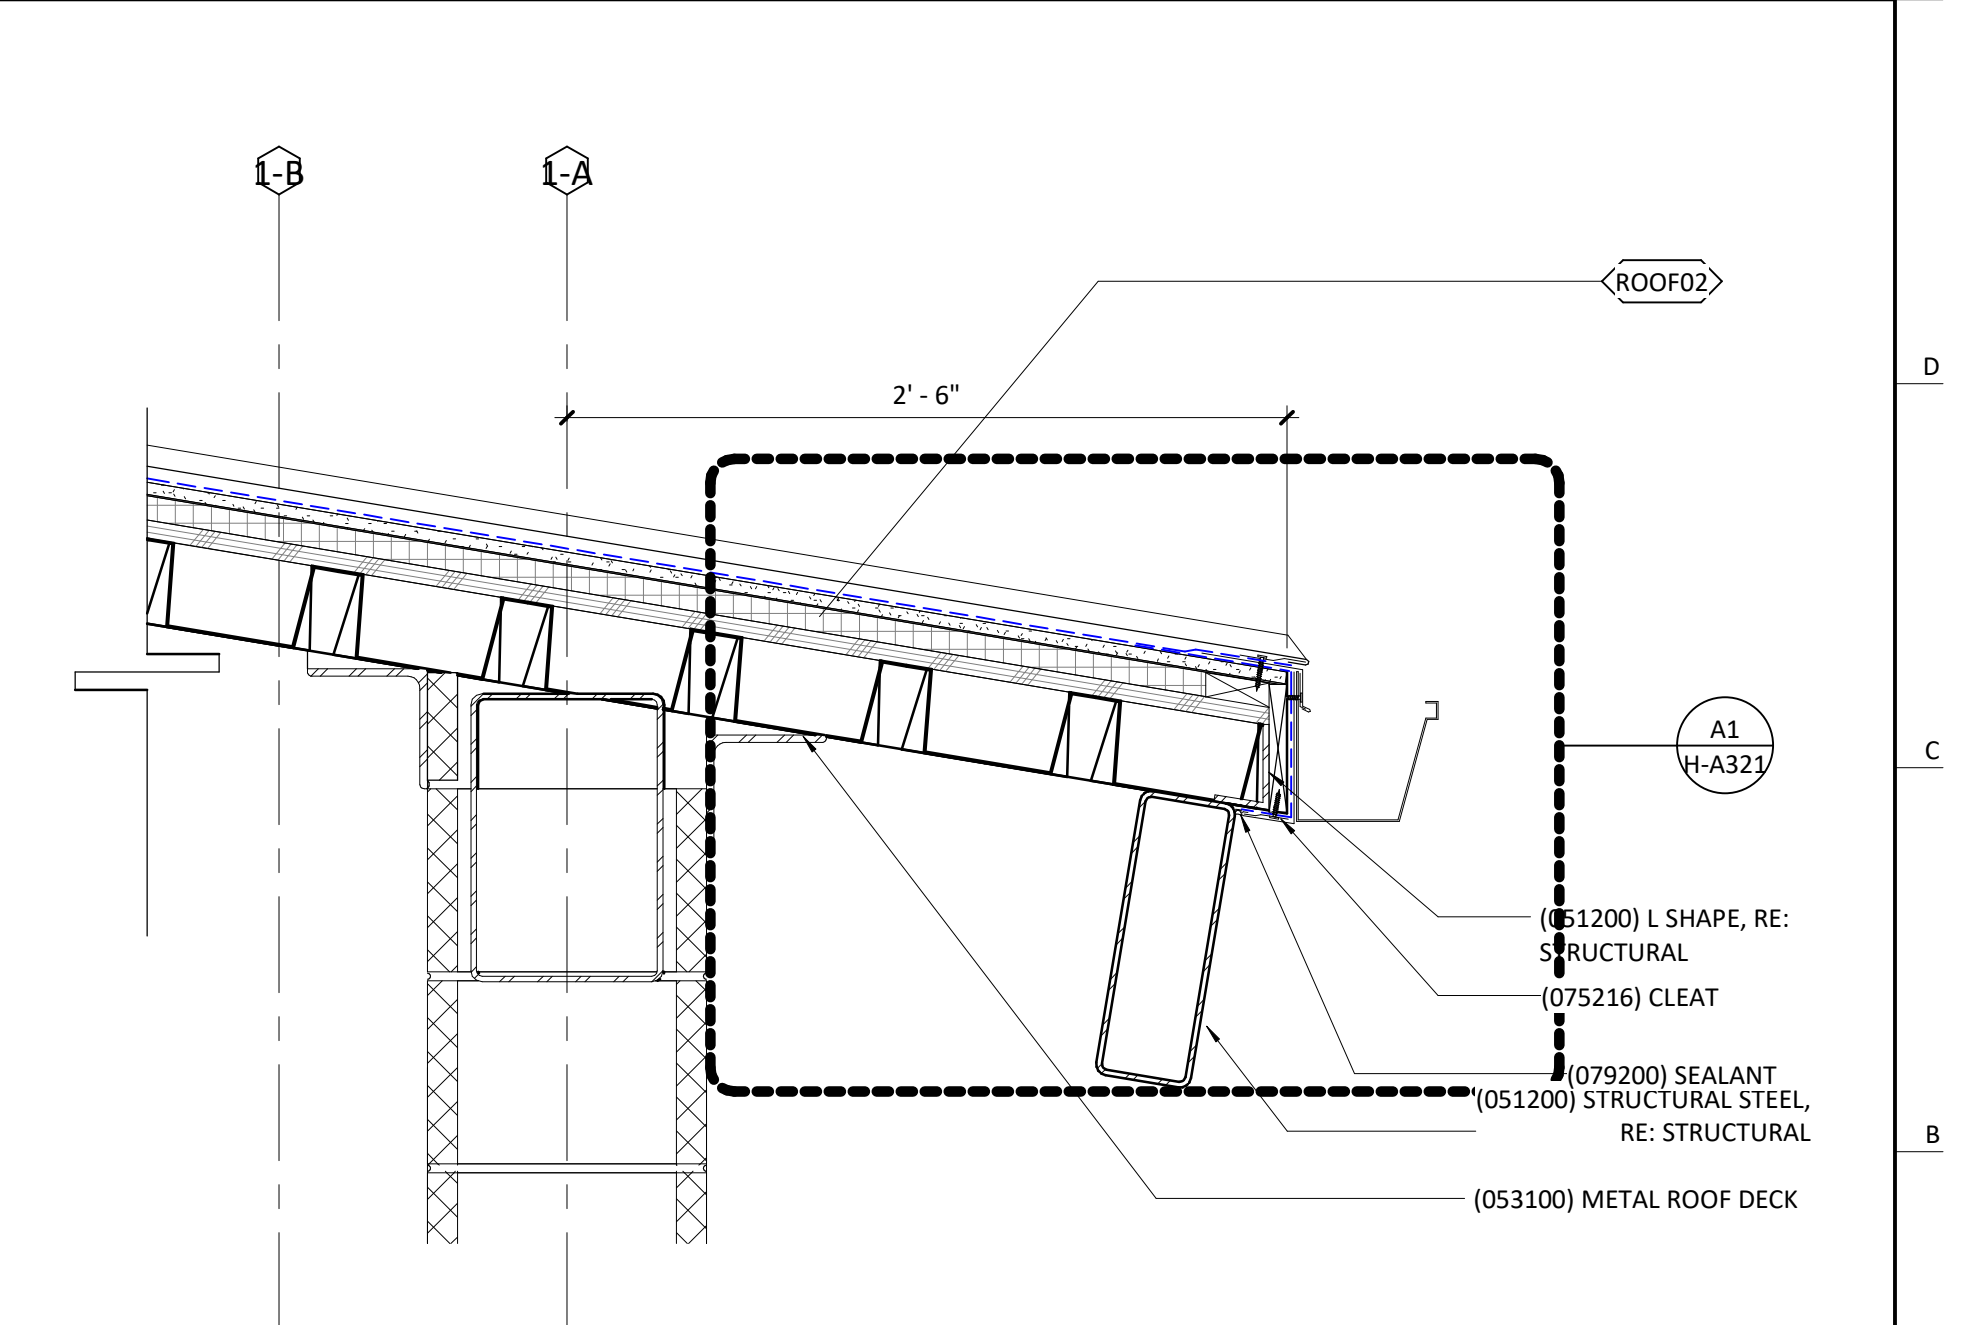 1-B
1-A
ROOF02
D
2' - 6"
A1
H-A321
C
(051200) L SHAPE, RE:
STRUCTURAL
(075216) CLEAT
(079200) SEALANT
(051200) STRUCTURAL STEEL,
RE: STRUCTURAL
B
(053100) METAL ROOF DECK